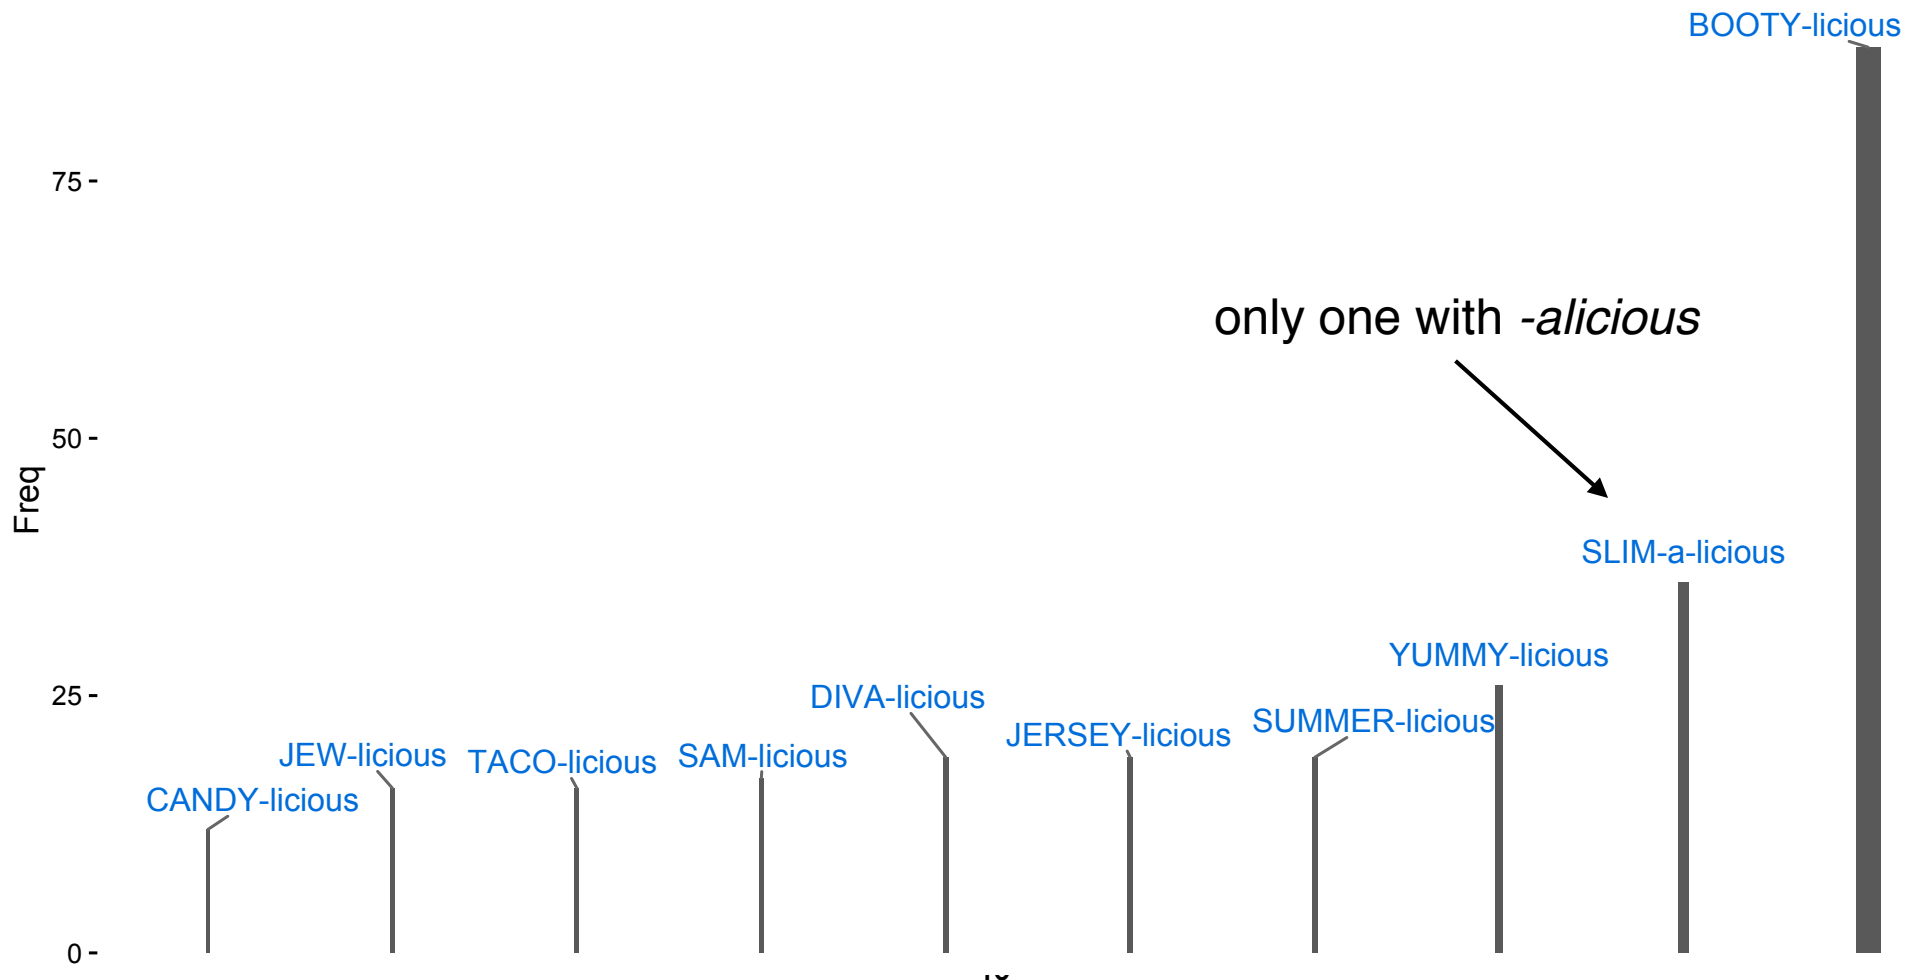 BOOTY-licious
75
only one with -alicious
50
Freq
SLIM-a-licious
YUMMY-licious
25
DIVA-licious
SUMMER-licious
JERSEY-licious
JEW-licious
SAM-licious
TACO-licious
CANDY-licious
0